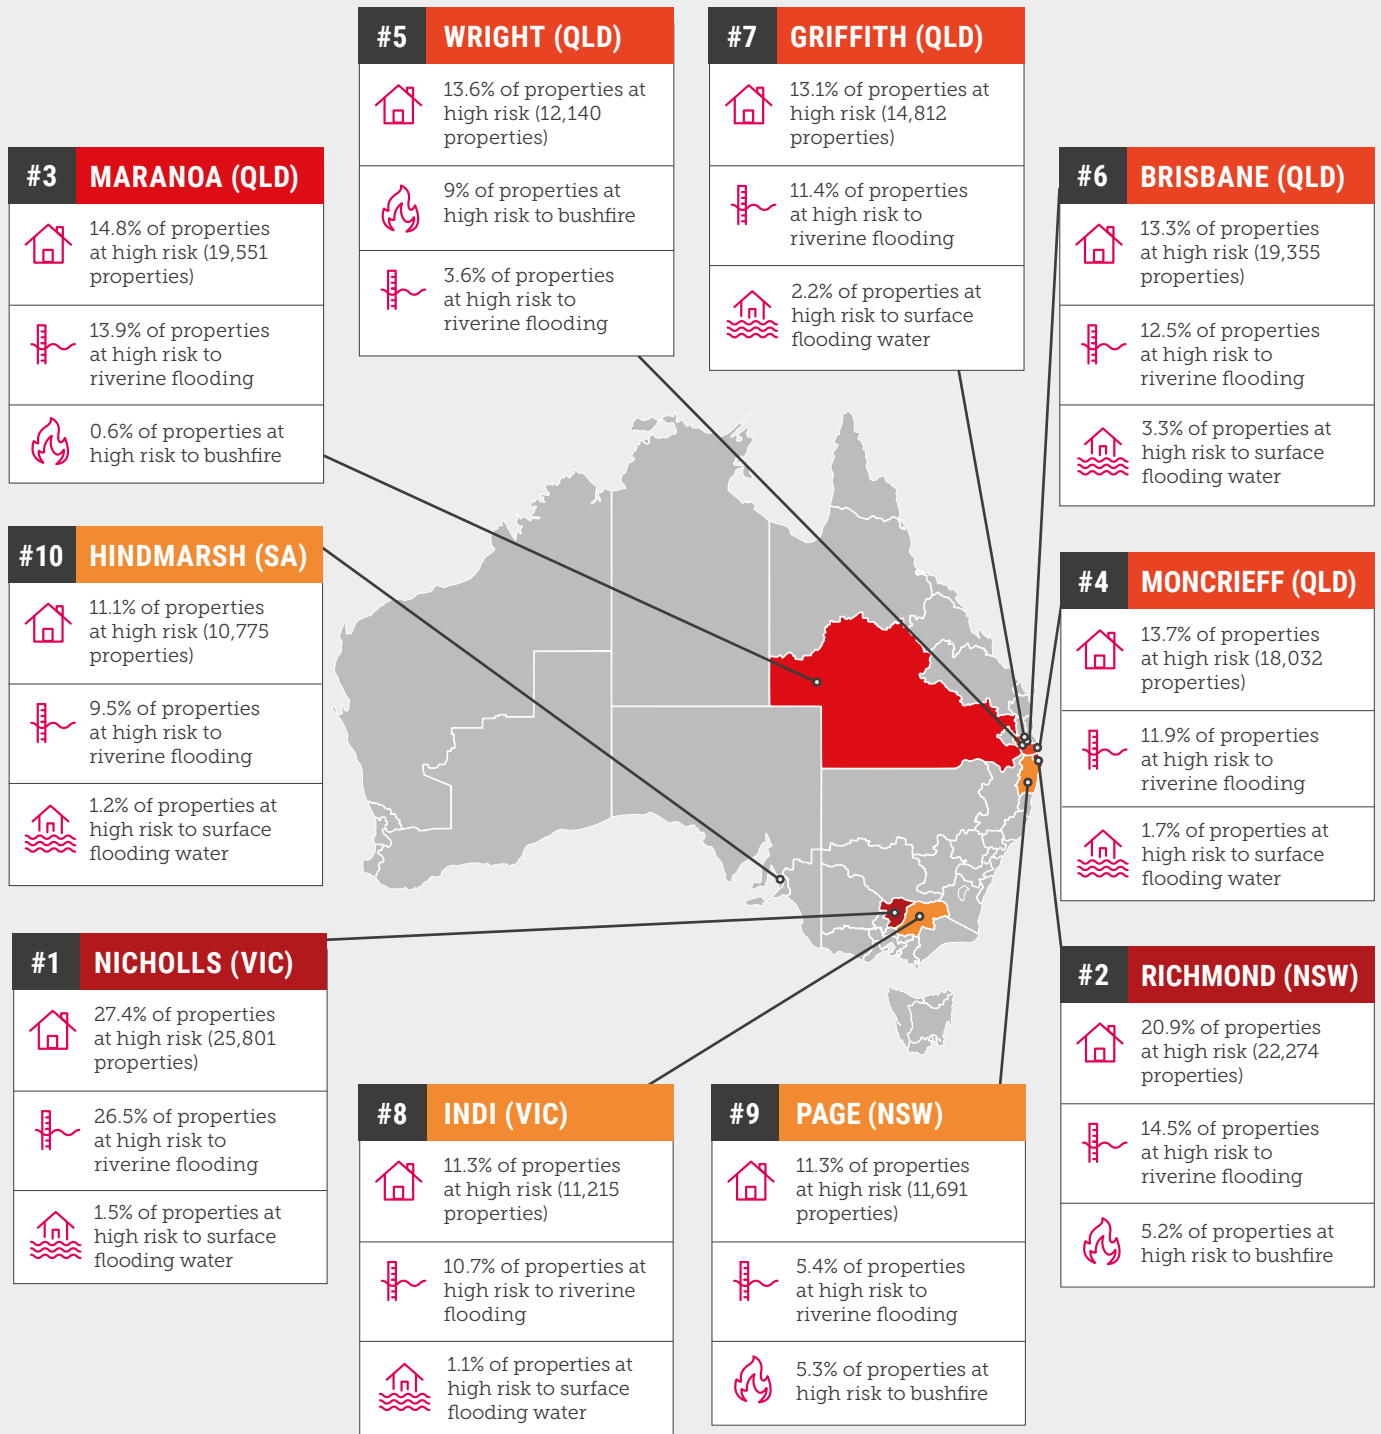 #5 WRIGHT (QLD)
13.6% of properties at
high risk (12,140
properties)
9% of properties at
high risk to bushfire
3.6% of properties
at high risk to
riverine flooding
#7 GRIFFITH (QLD)
13.1% of properties at
high risk (14,812
properties)
11.4% of properties
at high risk to
riverine flooding
2.2% of properties at
high risk to surface
flooding water
#3 MARANOA (QLD)
14.8% of properties
at high risk (19,551
properties)
13.9% of properties
at high risk to
riverine flooding
0.6% of properties at
high risk to bushfire
#6 BRISBANE (QLD)
13.3% of properties
at high risk (19,355
properties)
12.5% of properties
at high risk to
riverine flooding
3.3% of properties at
high risk to surface
flooding water
#10 HINDMARSH (SA)
11.1% of properties
at high risk (10,775
properties)
9.5% of properties
at high risk to
riverine flooding
1.2% of properties at
high risk to surface
flooding water
#4 MONCRIEFF (QLD)
13.7% of properties
at high risk (18,032
properties)
11.9% of properties
at high risk to
riverine flooding
1.7% of properties at
high risk to surface
flooding water
#1 NICHOLLS (VIC)
27.4% of properties
at high risk (25,801
properties)
26.5% of properties
at high risk to
riverine flooding
1.5% of properties at
high risk to surface
flooding water
#8 INDI (VIC)
11.3% of properties
at high risk (11,215
properties)
10.7% of properties at
high risk to riverine
flooding
1.1% of properties at
high risk to surface
flooding water
#9 PAGE (NSW)
11.3% of properties
at high risk (11,691
properties)
5.4% of properties
at high risk to
riverine flooding
5.3% of properties at
high risk to bushfire
#2 RICHMOND (NSW)
20.9% of properties
at high risk (22,274
properties)
14.5% of properties
at high risk to
riverine flooding
5.2% of properties at
high risk to bushfire